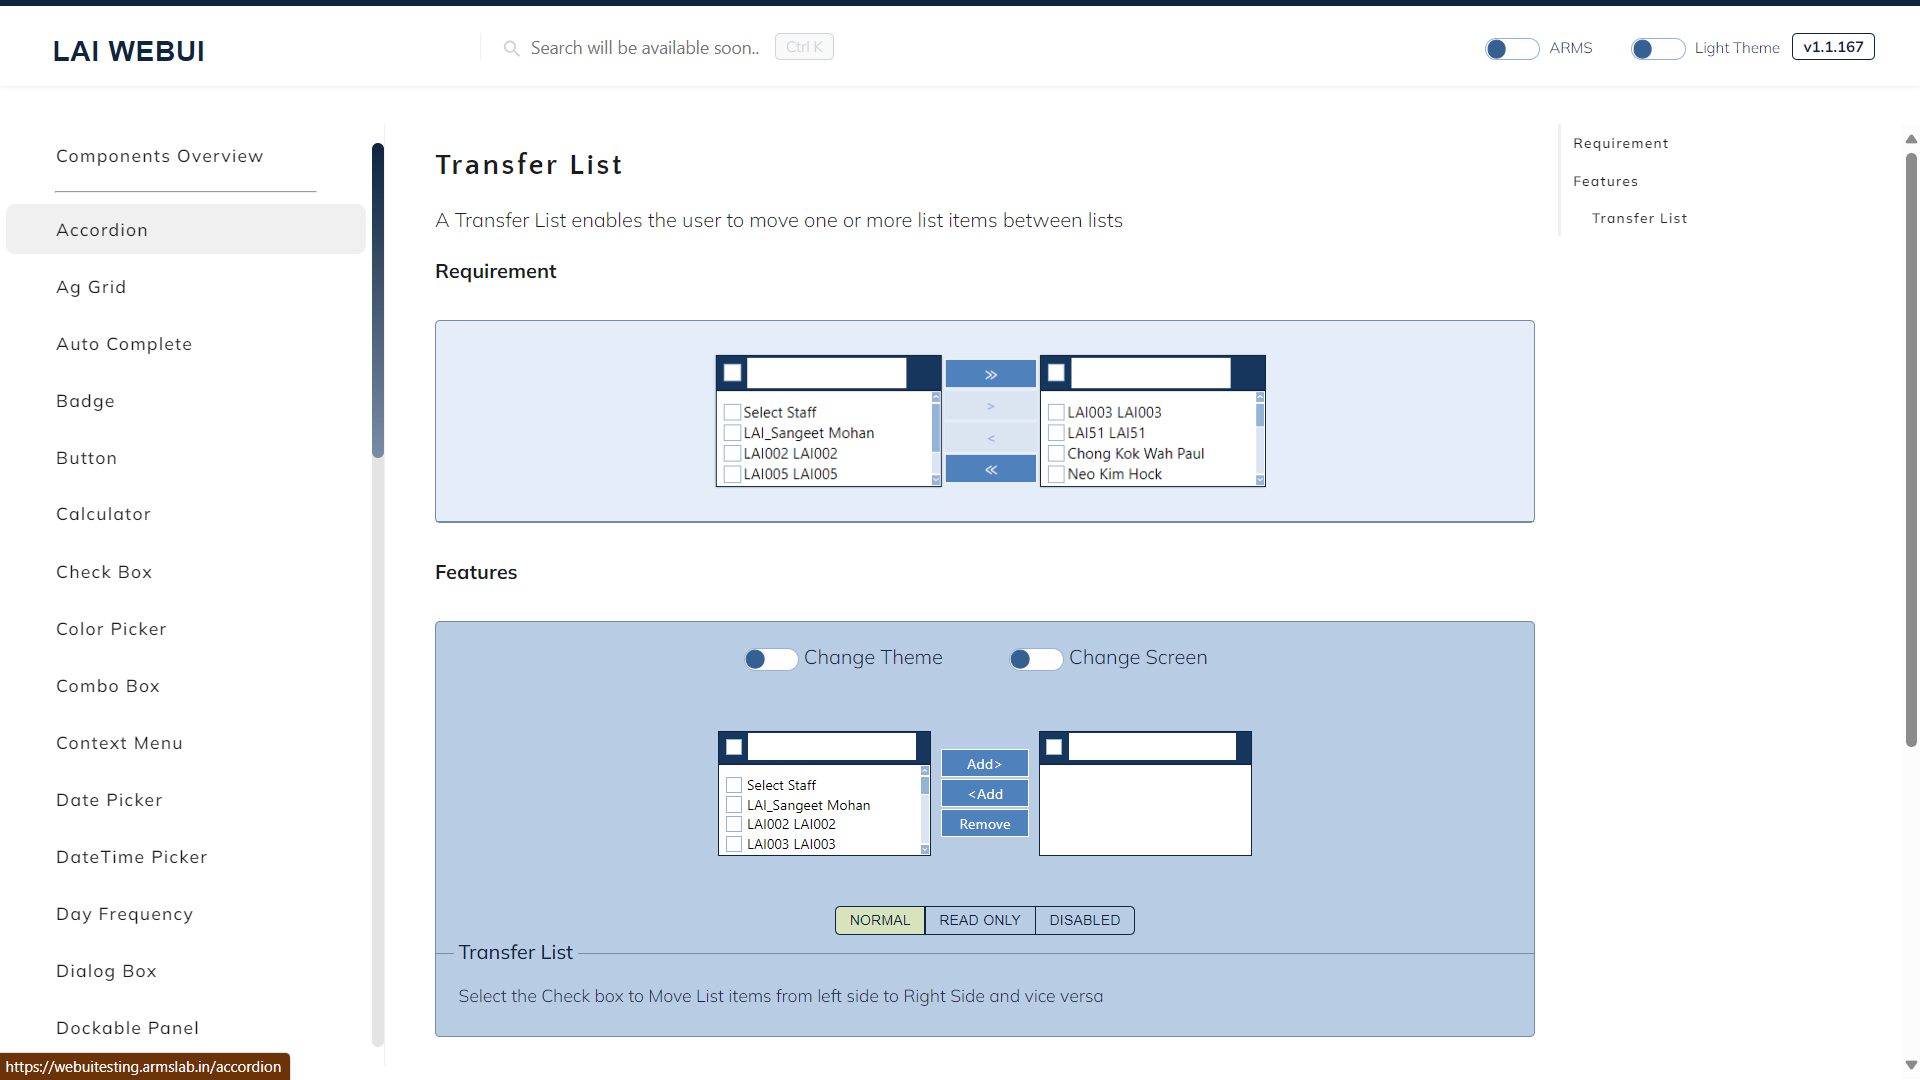 LAI WEBUI
Search will be available soon..
Ctrl K
ARMS
Light Theme
v1.1.167
Components Overview
Accordion
Ag Grid
Auto Complete
Badge
Button
Calculator
Check Box
Color Picker
Combo Box
Context Menu
Date Picker
DateTime Picker
Day Frequency
Dialog Box
Dockable Panel
Transfer List
A Transfer List enables the user to move one or more list items between lists
Requirement
Select Staff
LAI_Sangeet Mohan
LAI002 LAI002
LAI005 LAI005
»
>
<
«
LAI003 LAI003
LAI51 LAI51
Chong Kok Wah Paul
Neo Kim Hock
Features
Change Theme
Change Screen
Select Staff
LAI_Sangeet Mohan
LAI002 LAI002
LAI003 LAI003
Add>
<Add
Remove
NORMAL
READ ONLY
DISABLED
Transfer List
Select the Check box to Move List items from left side to Right Side and vice versa
Requirement
Features
Transfer List
https://webuitesting.armslab.in/accordion